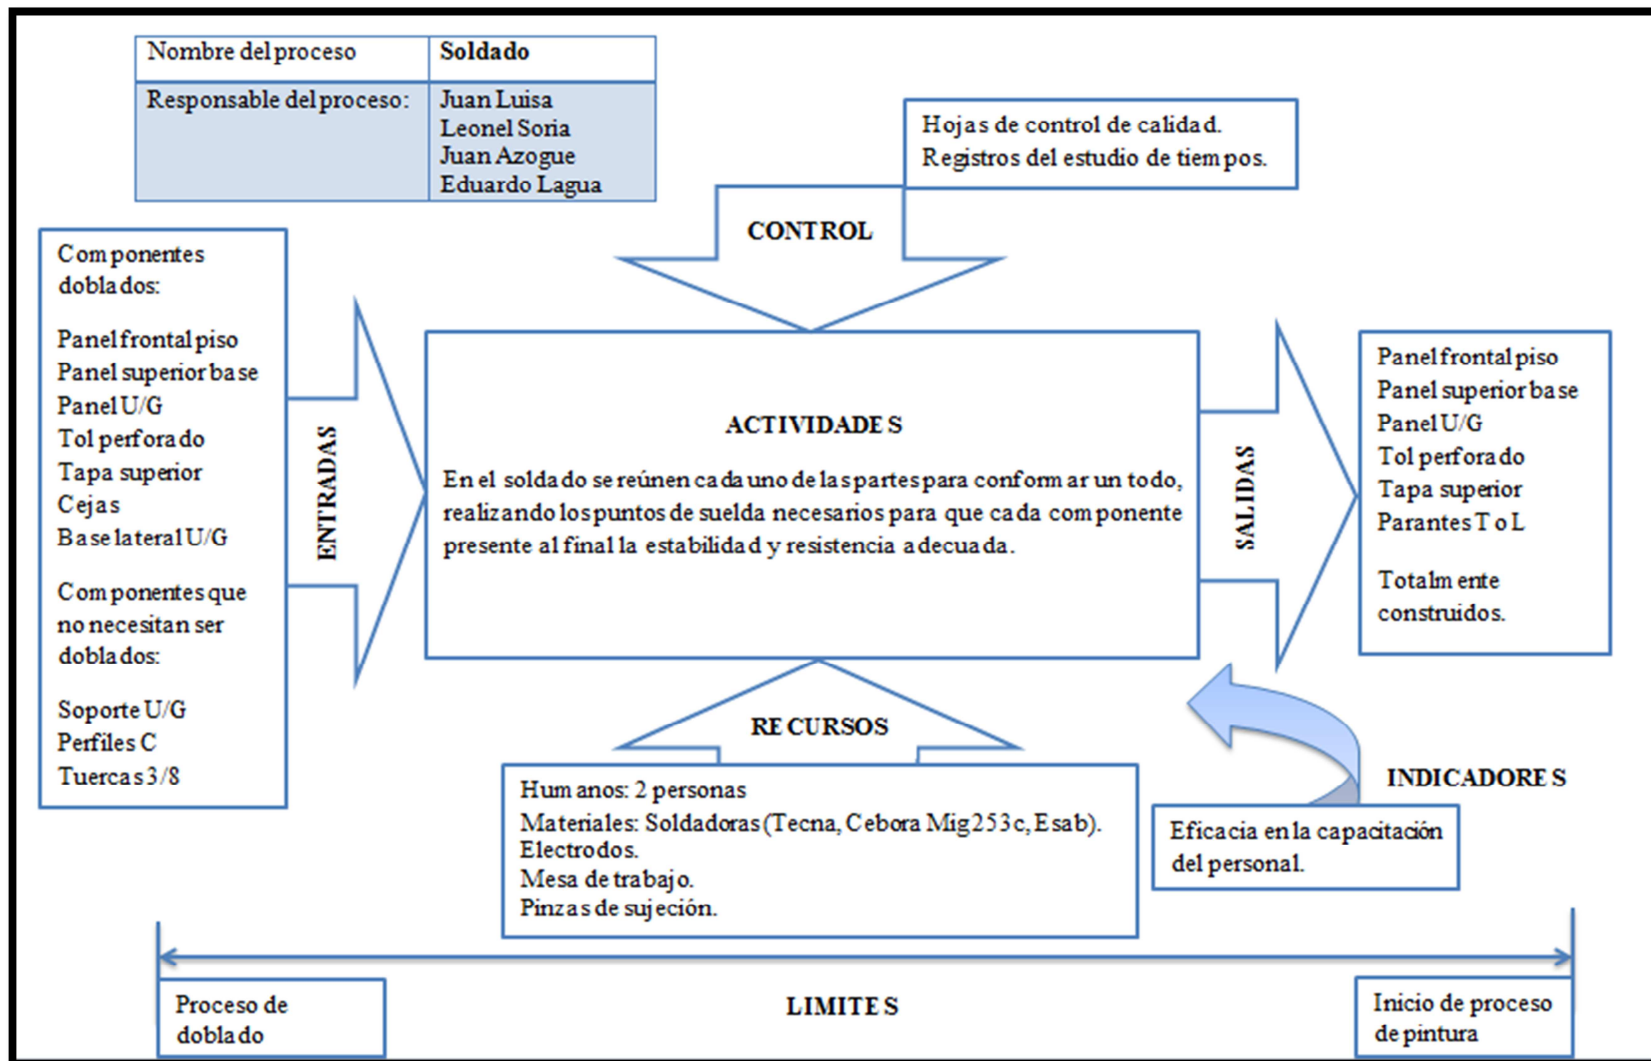 Nombre del proceso
Soldado
Responsable del proceso:
Juan Luisa
Leonel Soria
Juan Azogue
Eduardo Lagua
Hojas de control de calidad.
Registros del estudio de tiempos.
CONTROL
Componentes
doblados:
Panel frontal piso
Panel superior base
Panel U/G
Tol perforado
Tapa superior
Cejas
Base lateral U/G
Componentes que
no necesitan ser
doblados:
Soporte U/G
Perfiles C
Tuercas 3/8
ENTRADAS
ACTIVIDADES
En el soldado se reúnen cada uno de las partes para conformar un todo,
realizando los puntos de suelda necesarios para que cada componente
presente al final la estabilidad y resistencia adecuada.
SALIDAS
Panel frontal piso
Panel superior base
Panel U/G
Tol perforado
Tapa superior
Parantes T o L
Totalmente
construidos.
RECURSOS
Humanos: 2 personas
Materiales: Soldadoras (Tecna, Cebora Mig253c, Esab).
Electrodos.
Mesa de trabajo.
Pinzas de sujeción.
INDICADORES
Eficacia en la capacitación
del personal.
Proceso de
doblado
LIMITES
Inicio de proceso
de pintura